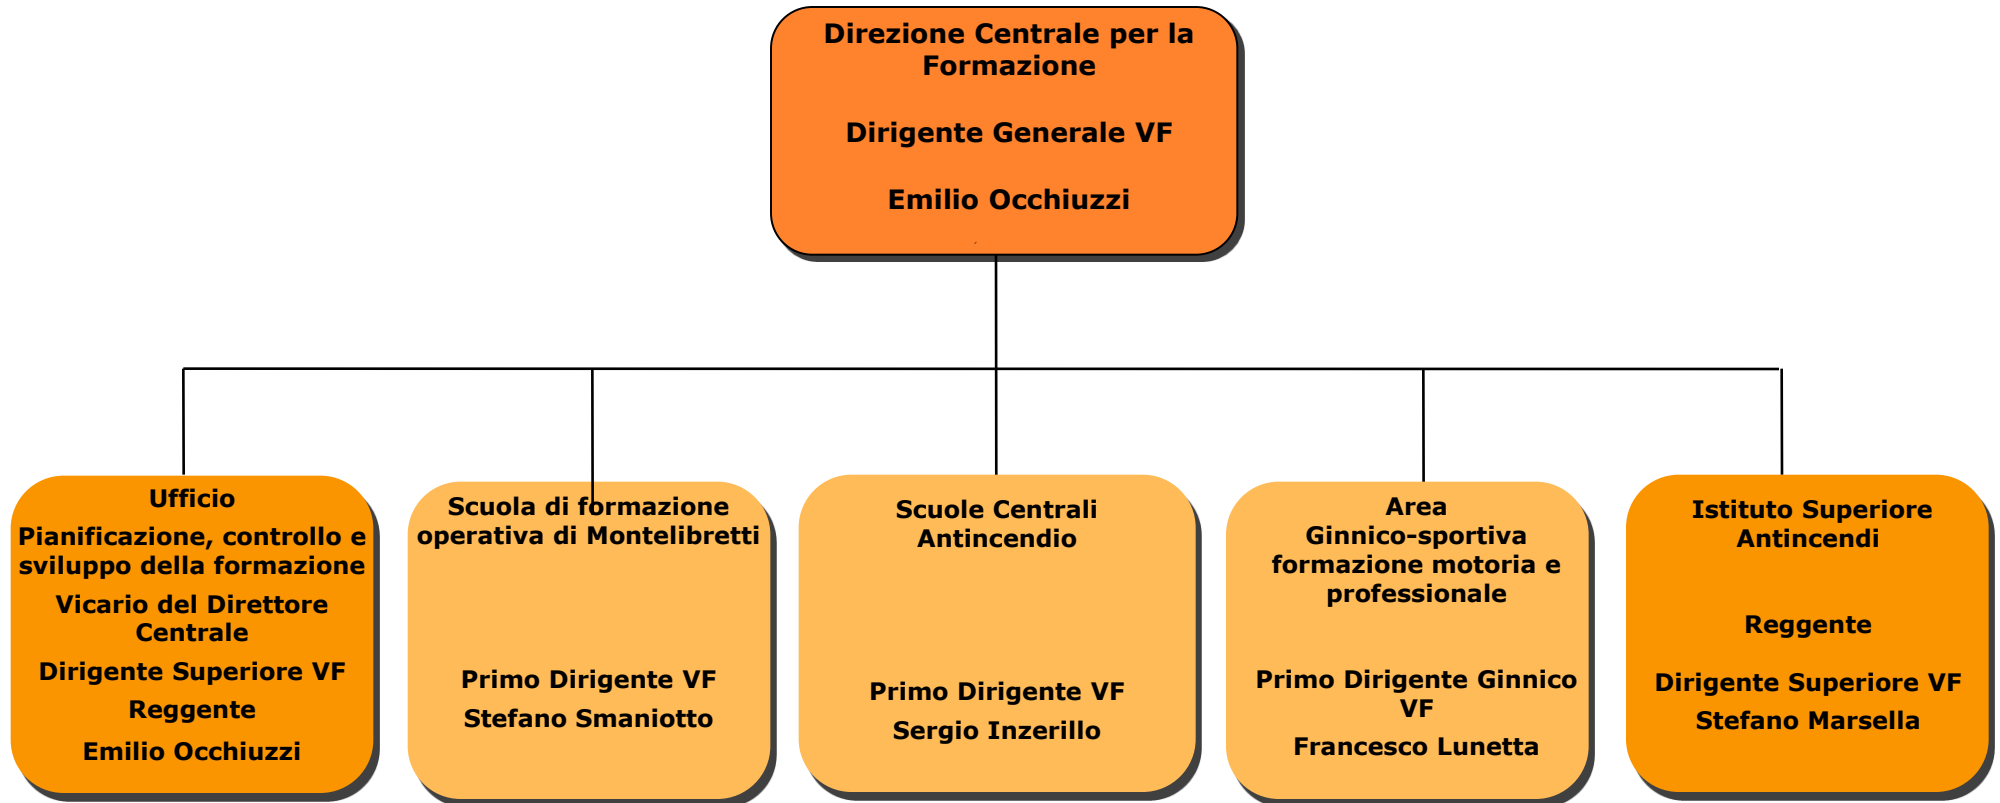 Direzione Centrale per la
Formazione
Dirigente Generale VF
Emilio Occhiuzzi
Ufficio
Pianificazione, controllo e
sviluppo della formazione
Vicario del Direttore
Centrale
Dirigente Superiore VF
Reggente
Emilio Occhiuzzi
Scuola di formazione
operativa di Montelibretti
Primo Dirigente VF
Stefano Smaniotto
Scuole Centrali
Antincendio
Primo Dirigente VF
Sergio Inzerillo
Area
Ginnico-sportiva
formazione motoria e
professionale
Primo Dirigente Ginnico
VF
Francesco Lunetta
Istituto Superiore
Antincendi
Reggente
Dirigente Superiore VF
Stefano Marsella